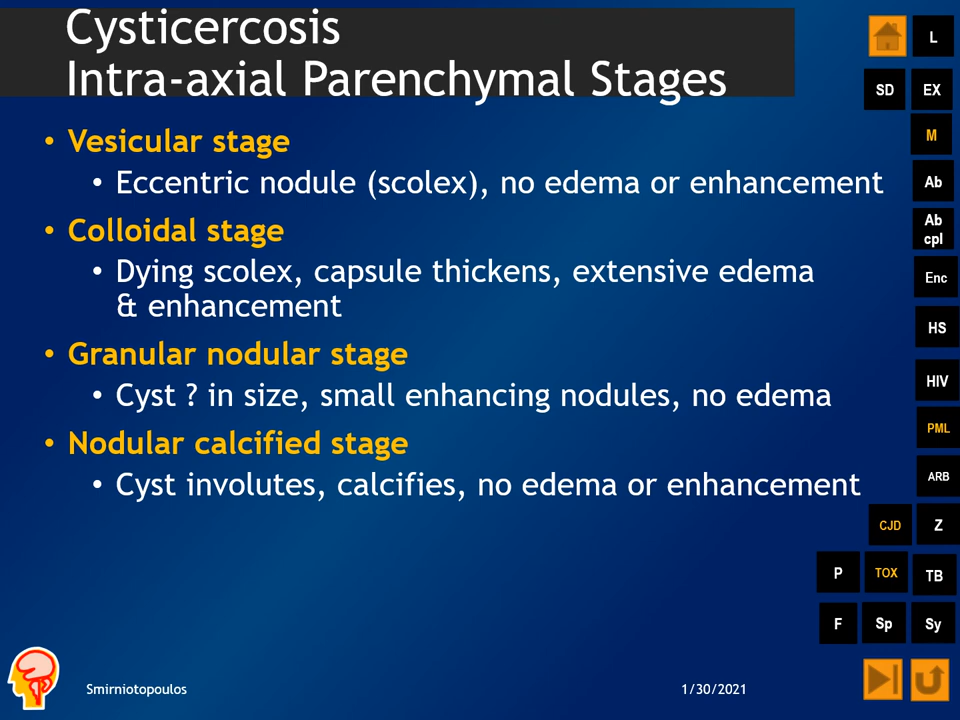 Cysticercosis
Intra-axial Parenchymal Stages
• Vesicular stage
• Eccentric nodule (scolex), no edema or enhancement
• Colloidal stage
• Dying scolex, capsule thickens, extensive edema
& enhancement
• Granular nodular stage
• Cyst ? in size, small enhancing nodules, no edema
• Nodular calcified stage
• Cyst involutes, calcifies, no edema or enhancement
L
SD EX
M
Ab
Ab
cpl
Enc
HS
HIV
PML
ARB
CJD Z
P TOX TB
F Sp Sy
Smirniotopoulos 1/30/2021